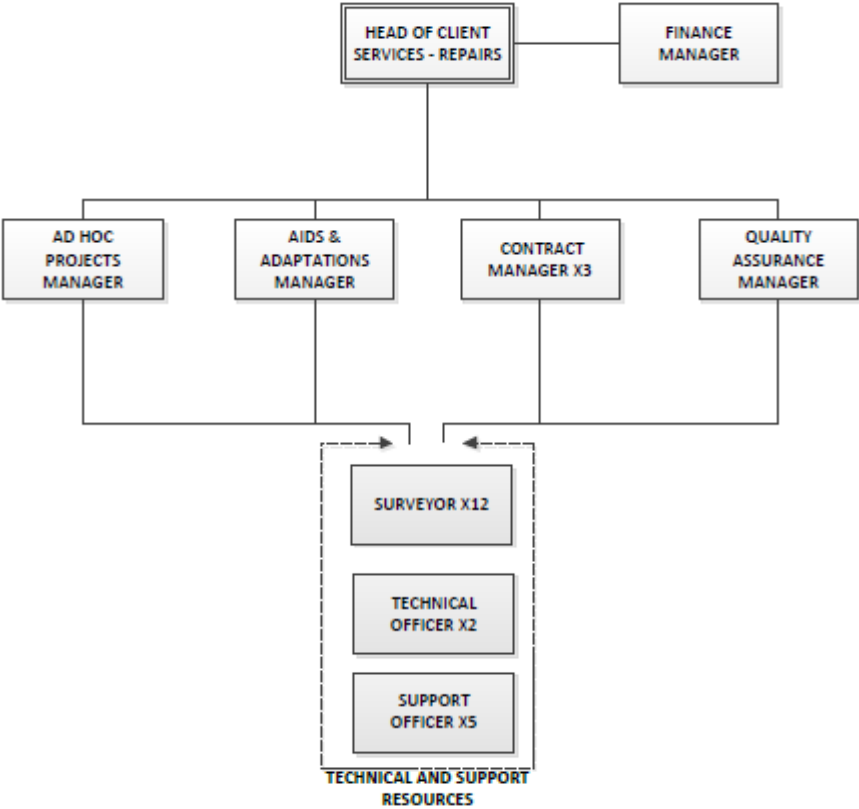 HEAD OF CLIENT
SERVICES - REPAIRS
FINANCE
MANAGER
AD HOC
PROJECTS
MANAGER
AIDS &
ADAPTATIONS
MANAGER
CONTRACT
MANAGER X3
QUALITY
ASSURANCE
MANAGER
SURVEYOR X12
TECHNICAL
OFFICER X2
SUPPORT
OFFICER X5
TECHNICAL AND SUPPORT
RESOURCES